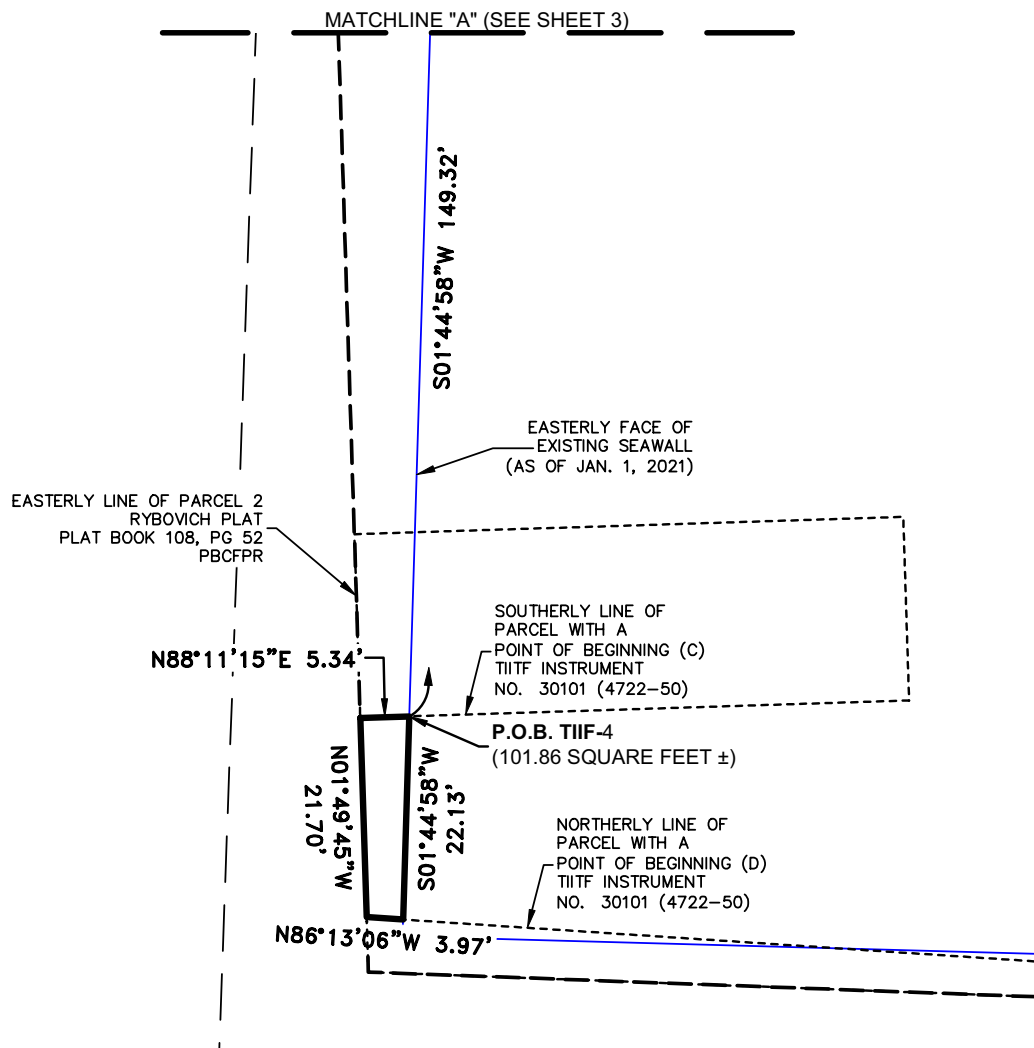 MATCHLINE "A" (SEE SHEET 3)
S01°44'58"W 149.32'
EASTERLY FACE OF
EXISTING SEAWALL
(AS OF JAN. 1, 2021)
EASTERLY LINE OF PARCEL 2
RYBOVICH PLAT
PLAT BOOK 108, PG 52
PBCFPR
SOUTHERLY LINE OF
PARCEL WITH A
POINT OF BEGINNING (C)
TIITF INSTRUMENT
NO. 30101 (4722-50)
N88°11'15"E 5.34'
P.O.B. TIIF-4
(101.86 SQUARE FEET ±)
N01°49'45"W
21.70'
S01°44'58"W
22.13'
NORTHERLY LINE OF
PARCEL WITH A
POINT OF BEGINNING (D)
TIITF INSTRUMENT
NO. 30101 (4722-50)
N86°13'06"W 3.97'